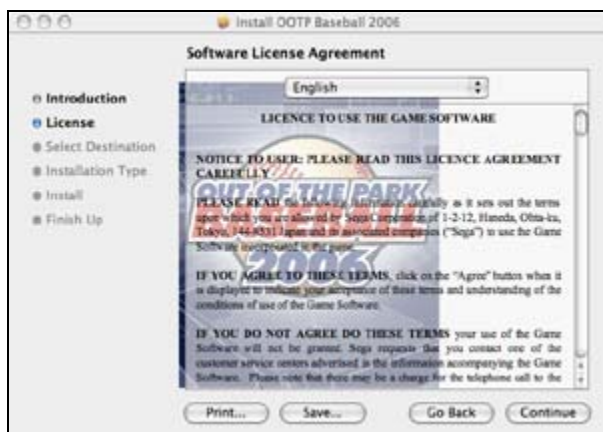 Install OOTP Baseball 2006
Software License Agreement
Introduction
License
Select Destination
Installation Type
Install
Finish Up
English
LICENCE TO USE THE GAME SOFTWARE
NOTICE TO USER: PLEASE READ THIS LICENCE AGREEMENT
CAREFULLY
PLEASE READ the following information carefully as it sets out the terms
upon which you are allowed by Sega Corporation of 1-2-12, Haneda, Ohta-ku,
Tokyo, 144-8531 Japan and its associated companies ("Sega") to use the Game
Software incorporated in the game.
IF YOU AGREE TO THESE TERMS, click on the "Agree" button when it
is displayed to indicate your acceptance of these terms and understanding of the
conditions of use of the Game Software.
IF YOU DO NOT AGREE DO THESE TERMS your use of the Game
Software will not be granted. Sega requests that you contact one of the
customer service centers advertised in the information accompanying the Game
Software. Please note that there may be a charge for the telephone call to the
OUT OF THE PARK
BASEBALL
2006
Print...
Save...
Go Back
Continue